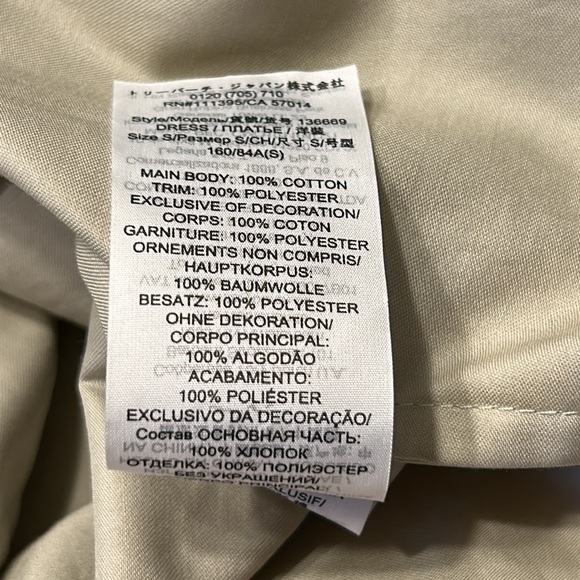 トリーバーチ・ジャパン株式会社
0120 (705) 710
RN#111395/CA 57014
Style/Модель/貨號/货号 136669
DRESS / ПЛАТЬЕ / 洋裝
Size S/Размер S/CH/尺寸 S/号型
160/84A(S)
MAIN BODY: 100% COTTON
TRIM: 100% POLYESTER
EXCLUSIVE OF DECORATION/
CORPS: 100% COTON
GARNITURE: 100% POLYESTER
ORNEMENTS NON COMPRIS/
HAUPTKORPUS:
100% BAUMWOLLE
BESATZ: 100% POLYESTER
OHNE DEKORATION/
CORPO PRINCIPAL:
100% ALGODÃO
ACABAMENTO:
100% POLIÉSTER
EXCLUSIVO DA DECORAÇÃO/
Состав ОСНОВНАЯ ЧАСТЬ:
100% ХЛОПОК
ОТДЕЛКА: 100% ПОЛИЭСТЕР
БЕЗ УКРАШЕНИЙ/